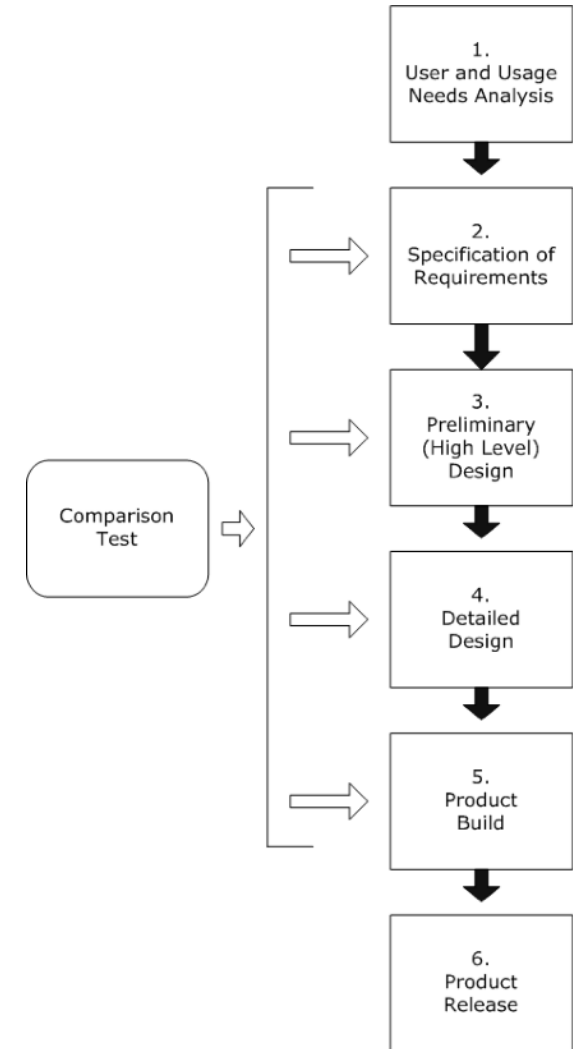 1.
User and Usage
Needs Analysis
2.
Specification of
Requirements
3.
Preliminary
(High Level)
Design
Comparison
Test
4.
Detailed
Design
5.
Product
Build
6.
Product
Release